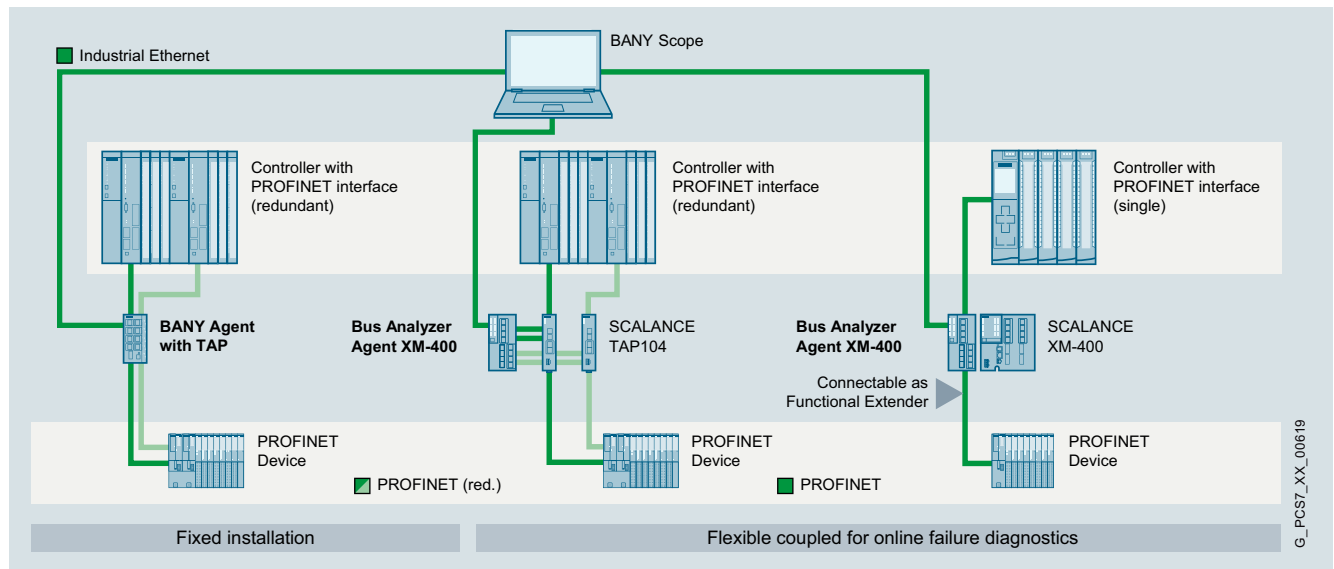 BANY Scope
Industrial Ethernet
Controller with
PROFINET interface
(redundant)
Controller with
PROFINET interface
(redundant)
Controller with
PROFINET interface
(single)
BANY Agent
with TAP
Bus Analyzer
Agent XM-400
SCALANCE
TAP104
Bus Analyzer
Agent XM-400
SCALANCE
XM-400
Connectable as
Functional Extender
PROFINET
Device
PROFINET
Device
PROFINET
Device
PROFINET (red.)
PROFINET
G_PCS7_XX_00619
Fixed installation
Flexible coupled for online failure diagnostics